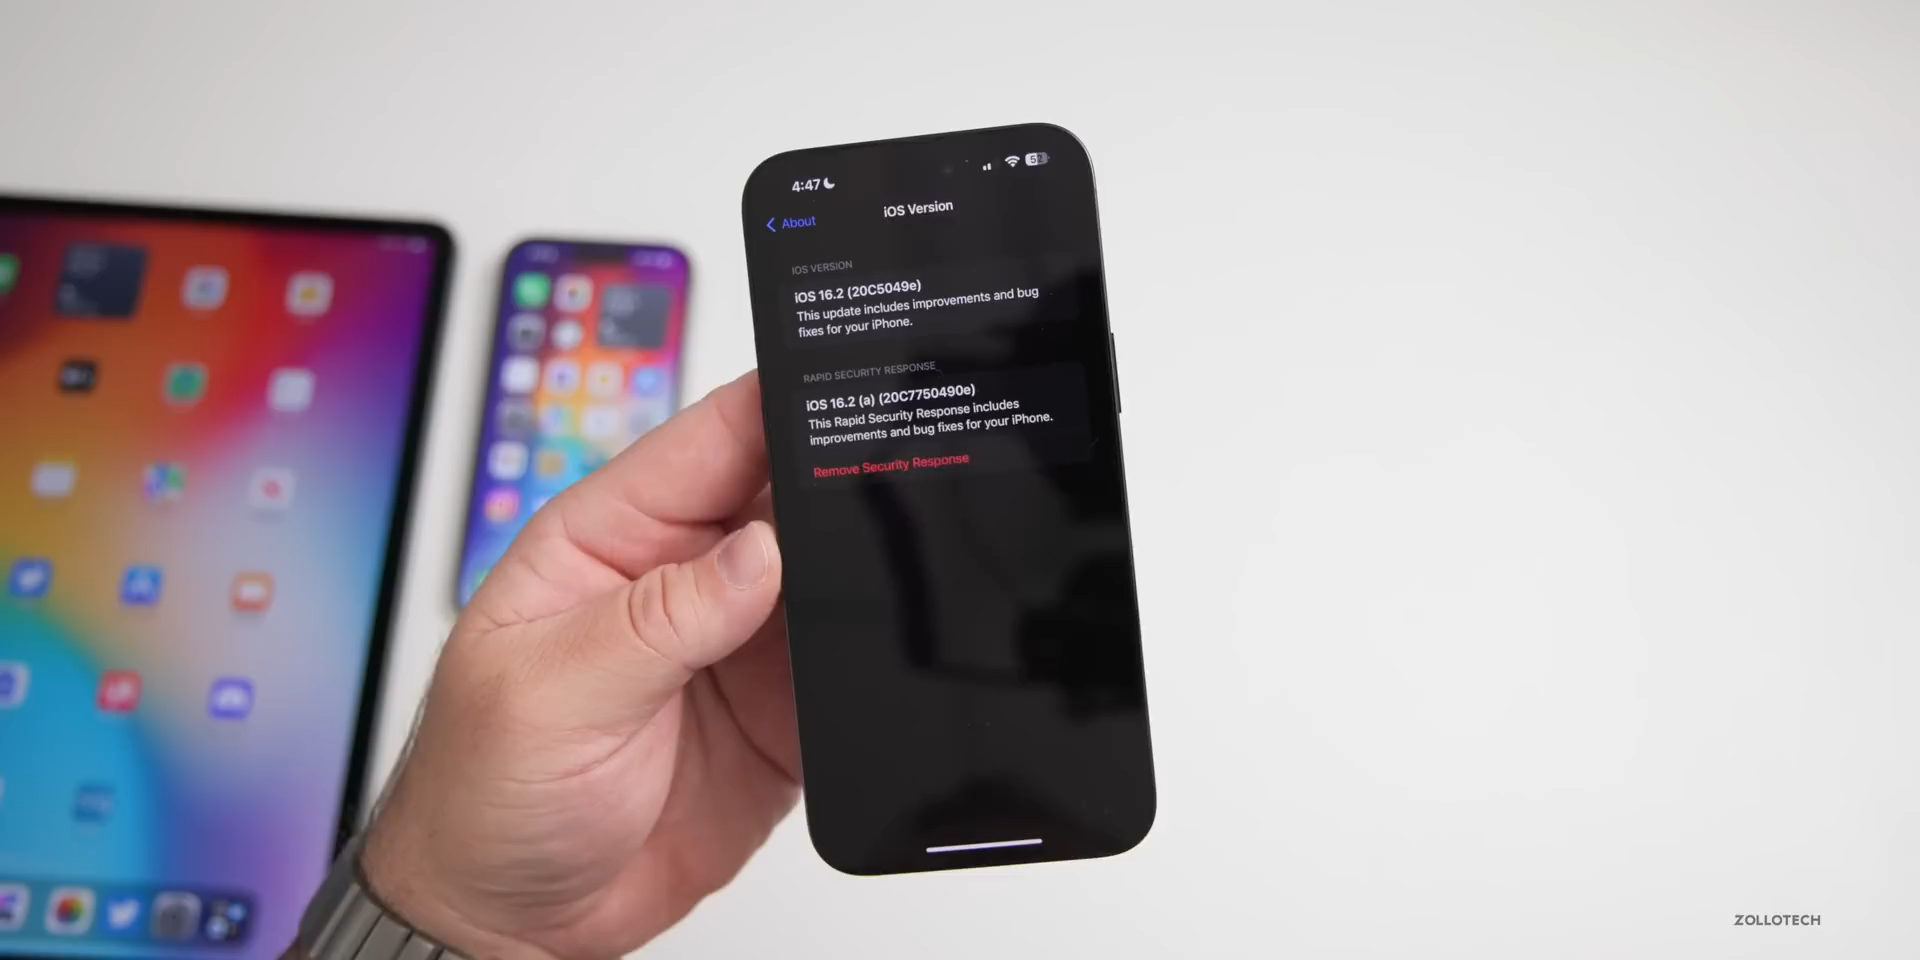 4:47
52
About
iOS Version
IOS VERSION
iOS 16.2 (20C5049e)
This update includes improvements and bug
fixes for your iPhone.
RAPID SECURITY RESPONSE
iOS 16.2 (a) (20C7750490e)
This Rapid Security Response includes
improvements and bug fixes for your iPhone.
Remove Security Response
ZOLLOTECH